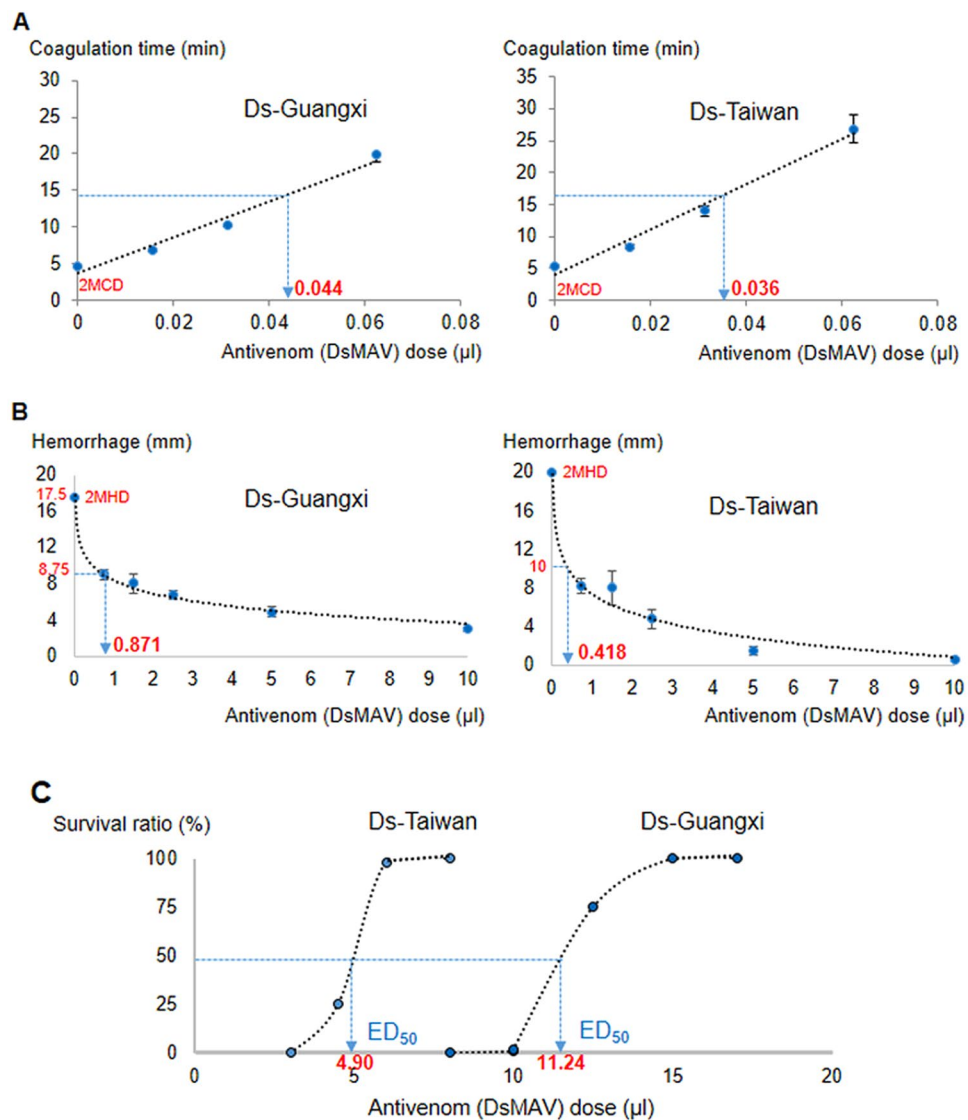 A
Coagulation time (min)
30
25
20
15
10
5
0
Ds-Guangxi
2MCD
0.044
0 0.02 0.04 0.06 0.08
Antivenom (DsMAV) dose (µl)
Coagulation time (min)
35
30
25
20
15
10
5
0
Ds-Taiwan
2MCD
0.036
0 0.02 0.04 0.06 0.08
Antivenom (DsMAV) dose (µl)
B
Hemorrhage (mm)
20
17.5 2MHD
16
12
8.75
8
4
0
Ds-Guangxi
0.871
0 1 2 3 4 5 6 7 8 9 10
Antivenom (DsMAV) dose (µl)
Hemorrhage (mm)
20 2MHD
16
12
10
8
4
0
Ds-Taiwan
0.418
0 1 2 3 4 5 6 7 8 9 10
Antivenom (DsMAV) dose (µl)
C
Survival ratio (%)
Ds-Taiwan Ds-Guangxi
100
75
50
25
0
ED50 ED50
4.90 11.24
0 5 10 15 20
Antivenom (DsMAV) dose (µl)